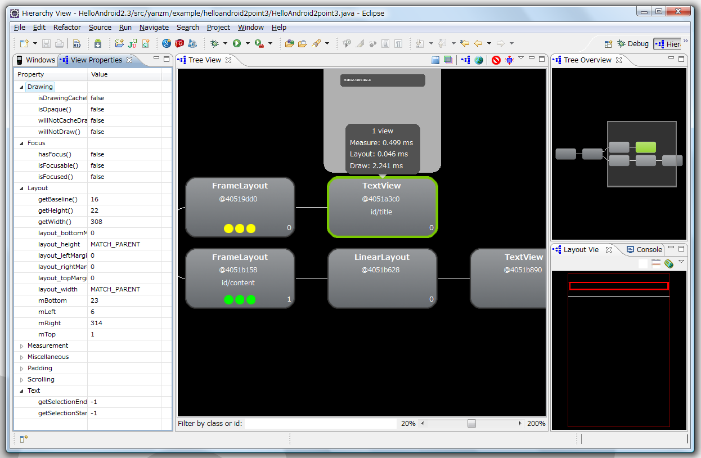 Hierarchy View - HelloAndroid2.3/src/yanzm/example/helloandroid2point3/HelloAndroid2point3.java - Eclipse
File Edit Refactor Source Run Navigate Search Project Window Help
Debug Hier
Windows View Properties
Property Value
Drawing
isDrawingCache false
isOpaque() false
willNotCacheDra false
willNotDraw() false
Focus
hasFocus() false
isFocusable() false
isFocused() false
Layout
getBaseline() 16
getHeight() 22
getWidth() 308
layout_bottomM 0
layout_height MATCH_PARENT
layout_leftMargi 0
layout_rightMar 0
layout_topMargi 0
layout_width MATCH_PARENT
mBottom 23
mLeft 6
mRight 314
mTop 1
Measurement
Miscellaneous
Padding
Scrolling
Text
getSelectionEnd -1
getSelectionStar -1
Tree View
1 view
Measure: 0.499 ms
Layout: 0.046 ms
Draw: 2.241 ms
FrameLayout
@40519dd0
0
TextView
@4051a3c0
id/title
0
FrameLayout
@4051b158
id/content
1
LinearLayout
@4051b628
0
TextView
@4051b890
Filter by class or id:
20% 200%
Tree Overview
Layout Vie Console